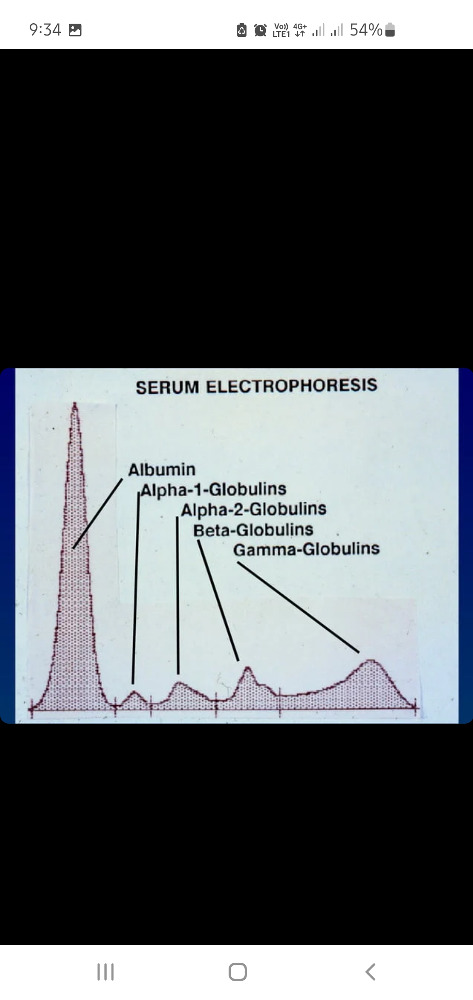 9:34 Vo)) LTE1 4G+ 54%
SERUM ELECTROPHORESIS
Albumin
Alpha-1-Globulins
Alpha-2-Globulins
Beta-Globulins
Gamma-Globulins